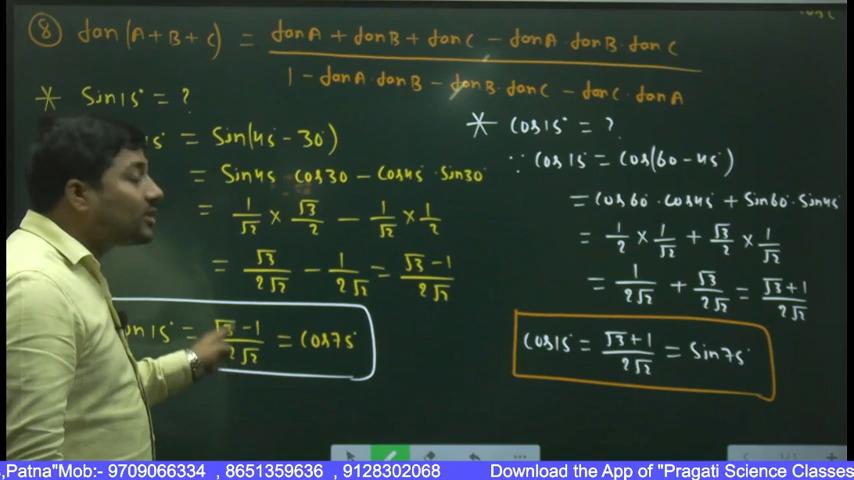 ⑧ tan(A+B+C) = tanA + tanB + tanC - tanA · tanB · tanC / 1 - tanA · tanB - tanB · tanC - tanC · tanA
* Sin15° = ?
= Sin(45 - 30°)
= Sin45 cos30 - cos45 · sin30°
= 1/√2 × √3/2 - 1/√2 × 1/2
= √3/2√2 - 1/2√2 = √3-1/2√2
15° = √3-1/2√2 = Cos75°
* Cos15° = ?
∵ Cos15° = Cos(60-45°)
= Cos60° · cos45 + Sin60° · Sin45
= 1/2 × 1/√2 + √3/2 × 1/√2
= 1/2√2 + √3/2√2 = √3+1/2√2
Cos15° = √3+1/2√2 = Sin75°
,Patna"Mob:- 9709066334 , 8651359636 , 9128302068 Download the App of "Pragati Science Classes